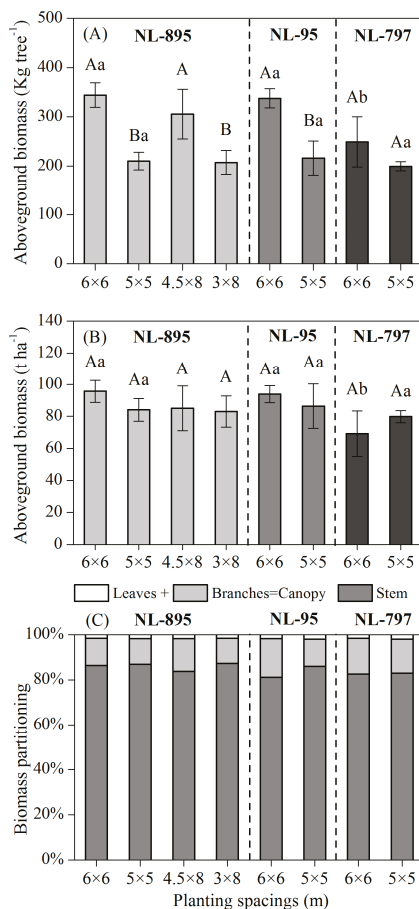 (A) NL-895 NL-95 NL-797
Aboveground biomass (Kg tree⁻¹)
500
400
300
200
100
0
Aa Ba A B Aa Ba Ab Aa
6×6 5×5 4.5×8 3×8 6×6 5×5 6×6 5×5
(B) NL-895 NL-95 NL-797
Aboveground biomass (t ha⁻¹)
140
120
100
80
60
40
20
0
Aa Aa A A Aa Aa Ab Aa
6×6 5×5 4.5×8 3×8 6×6 5×5 6×6 5×5
Leaves + Branches=Canopy Stem
(C) NL-895 NL-95 NL-797
Biomass partitioning
100%
80%
60%
40%
20%
0%
6×6 5×5 4.5×8 3×8 6×6 5×5 6×6 5×5
Planting spacings (m)